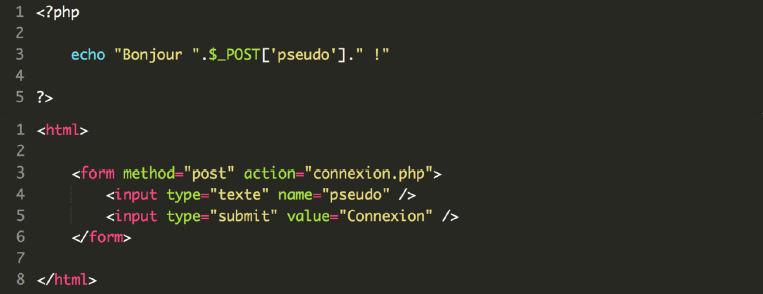 1 <?php
2
3 echo "Bonjour ".$_POST['pseudo']." !"
4
5 ?>
1 <html>
2
3 <form method="post" action="connexion.php">
4 <input type="texte" name="pseudo" />
5 <input type="submit" value="Connexion" />
6 </form>
7
8 </html>